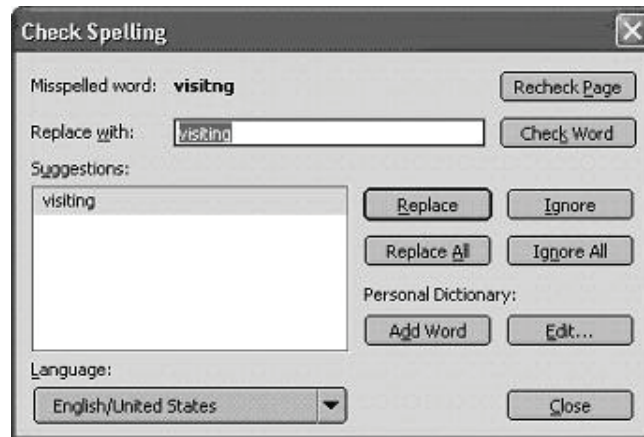 Check Spelling
Misspelled word: visitng
Recheck Page
Replace with: visiting
Check Word
Suggestions:
visiting
Replace
Ignore
Replace All
Ignore All
Personal Dictionary:
Add Word
Edit...
Language:
English/United States
Close